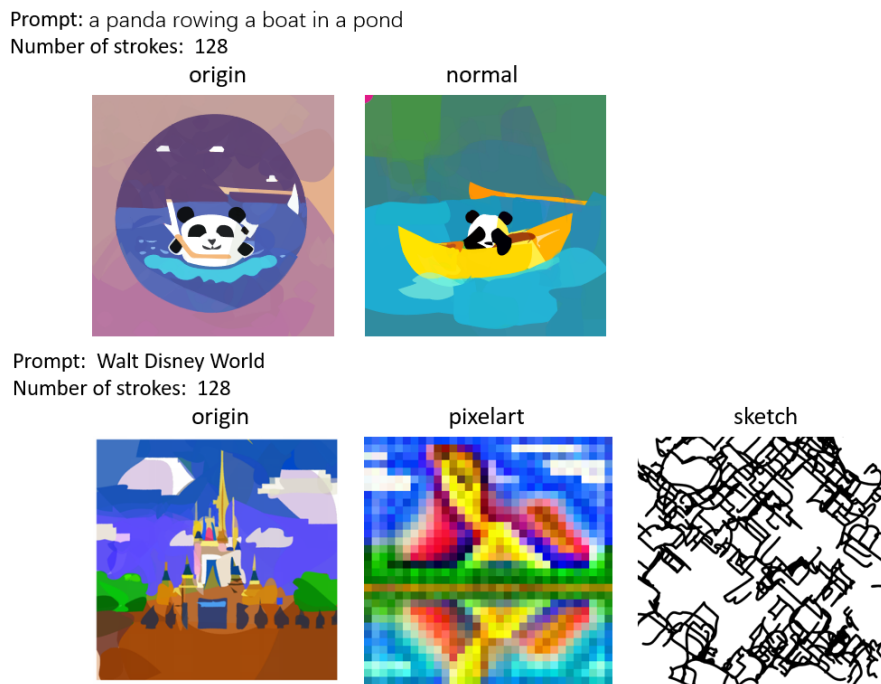 Prompt: a panda rowing a boat in a pond
Number of strokes: 128
origin normal
Prompt: Walt Disney World
Number of strokes: 128
origin pixelart sketch